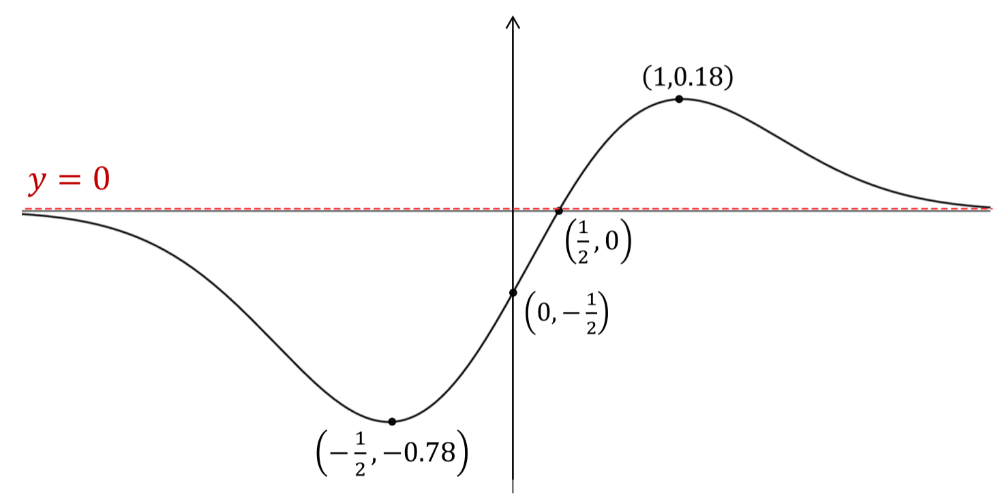 (1,0.18)
y = 0
(1/2, 0)
(0, −1/2)
(−1/2, −0.78)